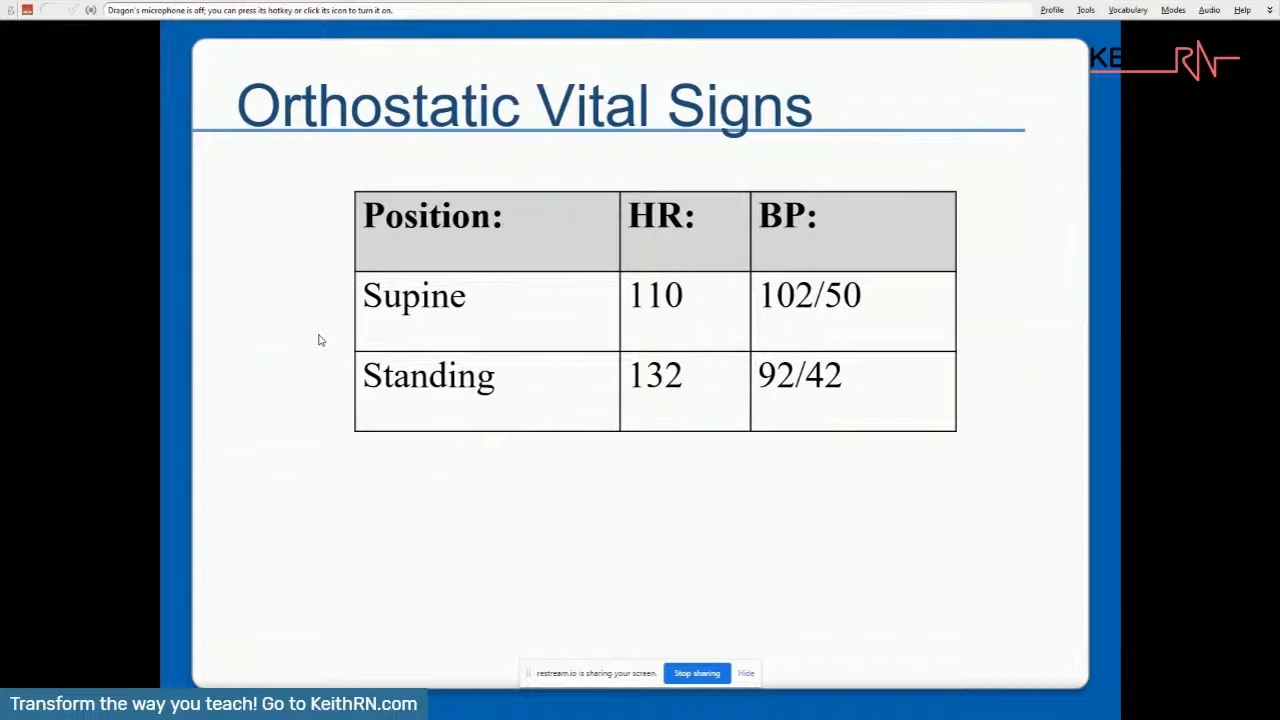 Dragon's microphone is off; you can press its hotkey or click its icon to turn it on.
Profile Tools Vocabulary Modes Audio Help
KE RN
Orthostatic Vital Signs
Position: HR: BP:
Supine 110 102/50
Standing 132 92/42
restream.io is sharing your screen. Stop sharing Hide
Transform the way you teach! Go to KeithRN.com